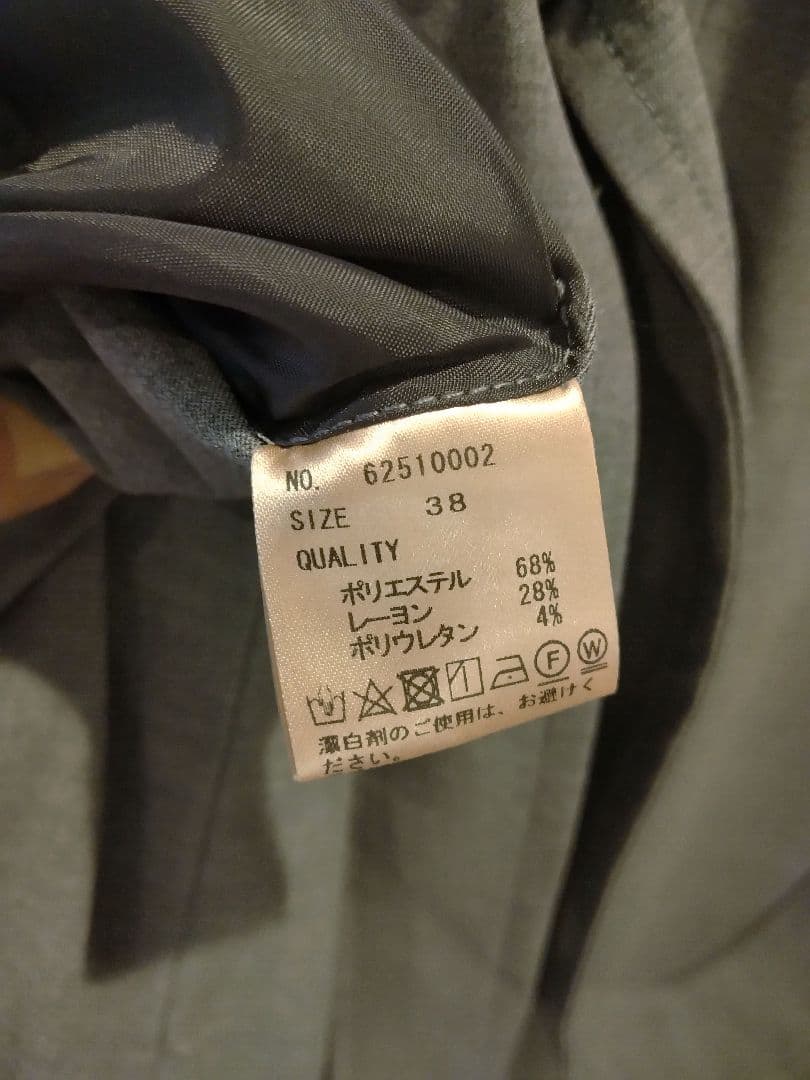 NO. 62510002
SIZE 38
QUALITY
ポリエステル 68%
レーヨン 28%
ポリウレタン 4%
F W
漂白剤のご使用は、お避けく
ださい。